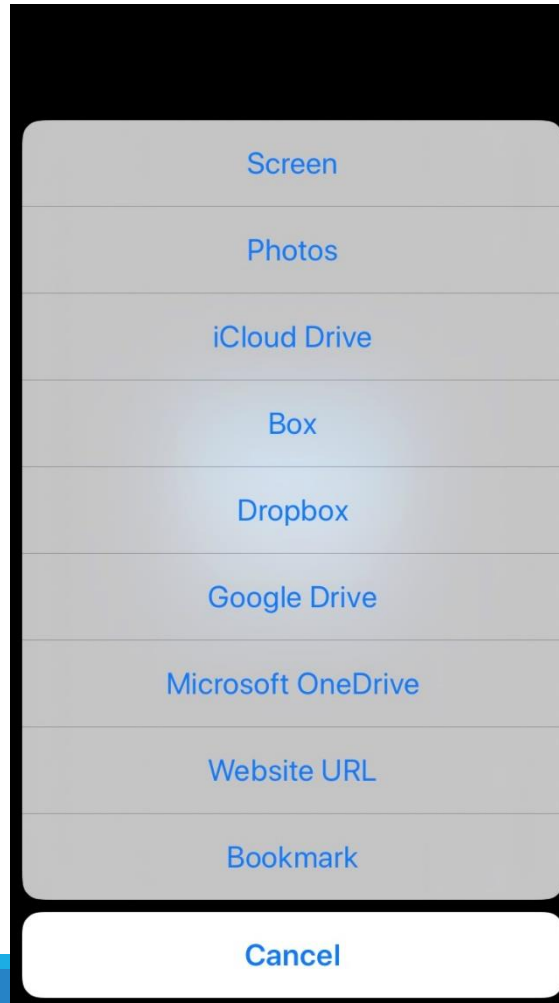 Screen
Photos
iCloud Drive
Box
Dropbox
Google Drive
Microsoft OneDrive
Website URL
Bookmark
Cancel